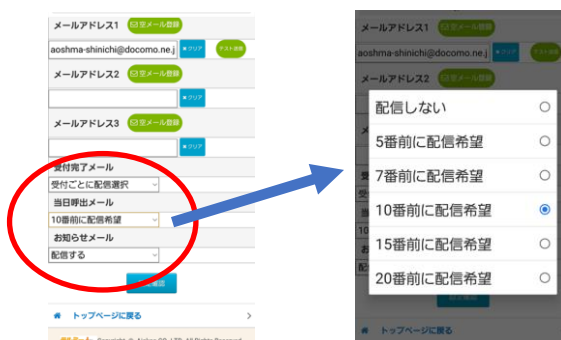 メールアドレス1 空メール登録
aoshma-shinichi@docomo.ne.j ×クリア テスト送信
メールアドレス2 空メール登録
×クリア
メールアドレス3 空メール登録
×クリア
受付完了メール
受付ごとに配信選択
当日呼出メール
10番前に配信希望
お知らせメール
配信する
トップページに戻る
メールアドレス1 空メール登録
aoshma-shinichi@docomo.ne.j ×クリア テスト送信
メールアドレス2 空メール登録
配信しない
5番前に配信希望
7番前に配信希望
10番前に配信希望
15番前に配信希望
20番前に配信希望
設定確認
トップページに戻る